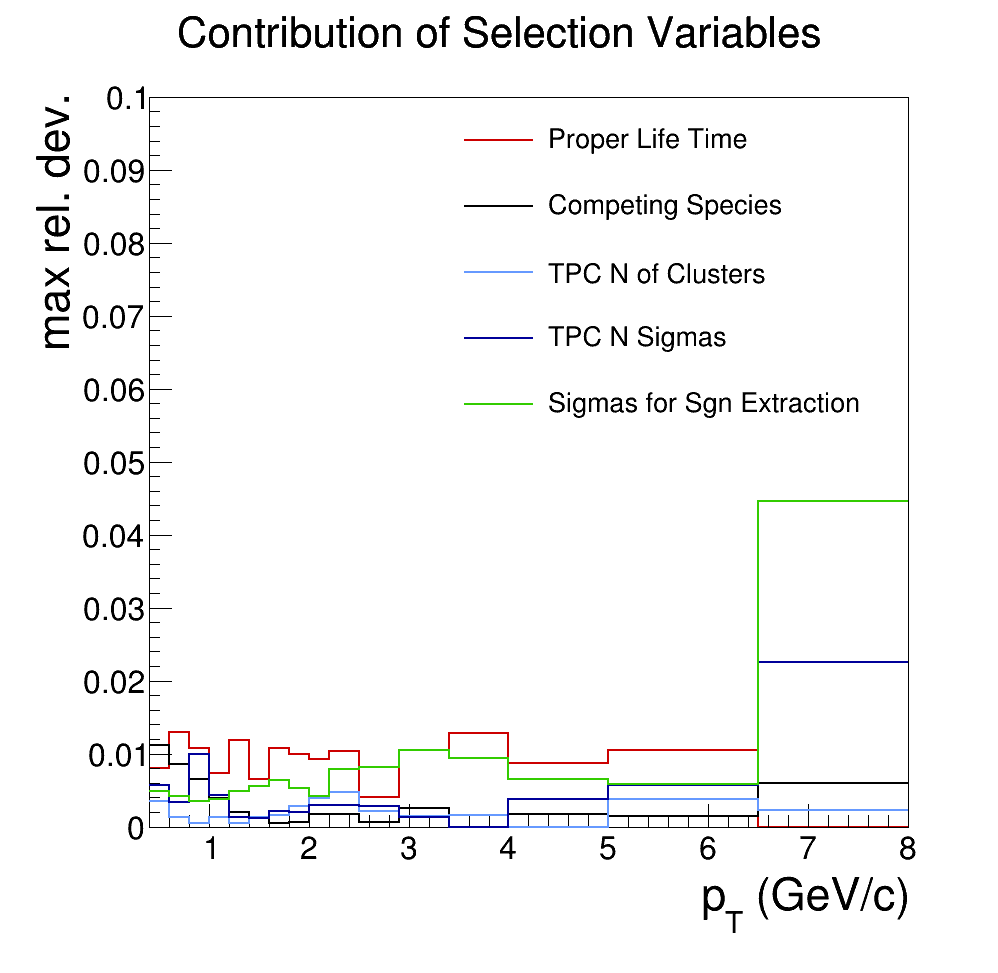 Contribution of Selection Variables
max rel. dev.
0.1
0.09
0.08
0.07
0.06
0.05
0.04
0.03
0.02
0.01
0
Proper Life Time
Competing Species
TPC N of Clusters
TPC N Sigmas
Sigmas for Sgn Extraction
1 2 3 4 5 6 7 8
p_T (GeV/c)